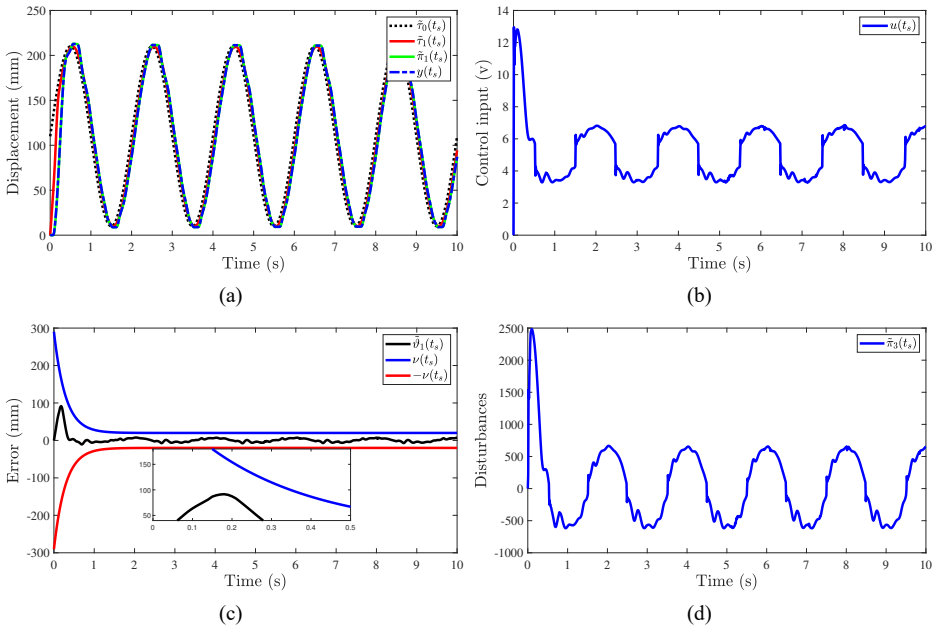 Displacement (mm)
250
200
150
100
50
0
0 1 2 3 4 5 6 7 8 9 10
Time (s)
τ̃₀(tₛ)
τ̃₁(tₛ)
π̃₁(tₛ)
y(tₛ)
(a)
Control input (v)
14
12
10
8
6
4
2
0
0 1 2 3 4 5 6 7 8 9 10
Time (s)
u(tₛ)
(b)
Error (mm)
300
200
100
0
-100
-200
-300
0 1 2 3 4 5 6 7 8 9 10
Time (s)
ϑ̃₁(tₛ)
ν(tₛ)
−ν(tₛ)
150
100
50
0 0.1 0.2 0.3 0.4 0.5
(c)
Disturbances
2500
2000
1500
1000
500
0
-500
-1000
0 1 2 3 4 5 6 7 8 9 10
Time (s)
π̃₃(tₛ)
(d)